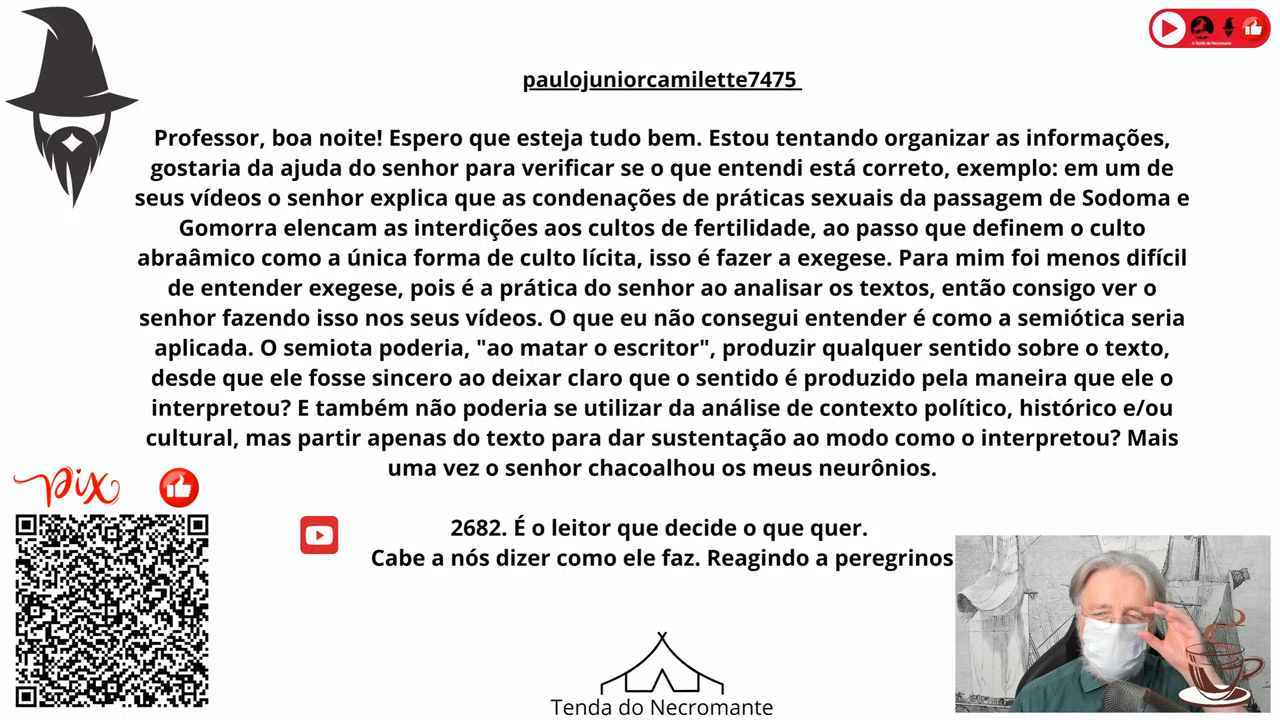 paulojuniorcamilette7475
Professor, boa noite! Espero que esteja tudo bem. Estou tentando organizar as informações,
gostaria da ajuda do senhor para verificar se o que entendi está correto, exemplo: em um de
seus vídeos o senhor explica que as condenações de práticas sexuais da passagem de Sodoma e
Gomorra elencam as interdições aos cultos de fertilidade, ao passo que definem o culto
abraâmico como a única forma de culto lícita, isso é fazer a exegese. Para mim foi menos difícil
de entender exegese, pois é a prática do senhor ao analisar os textos, então consigo ver o
senhor fazendo isso nos seus vídeos. O que eu não consegui entender é como a semiótica seria
aplicada. O semiota poderia, "ao matar o escritor", produzir qualquer sentido sobre o texto,
desde que ele fosse sincero ao deixar claro que o sentido é produzido pela maneira que ele o
interpretou? E também não poderia se utilizar da análise de contexto político, histórico e/ou
cultural, mas partir apenas do texto para dar sustentação ao modo como o interpretou? Mais
uma vez o senhor chacoalhou os meus neurônios.
pix
2682. É o leitor que decide o que quer.
Cabe a nós dizer como ele faz. Reagindo a peregrinos
Tenda do Necromante